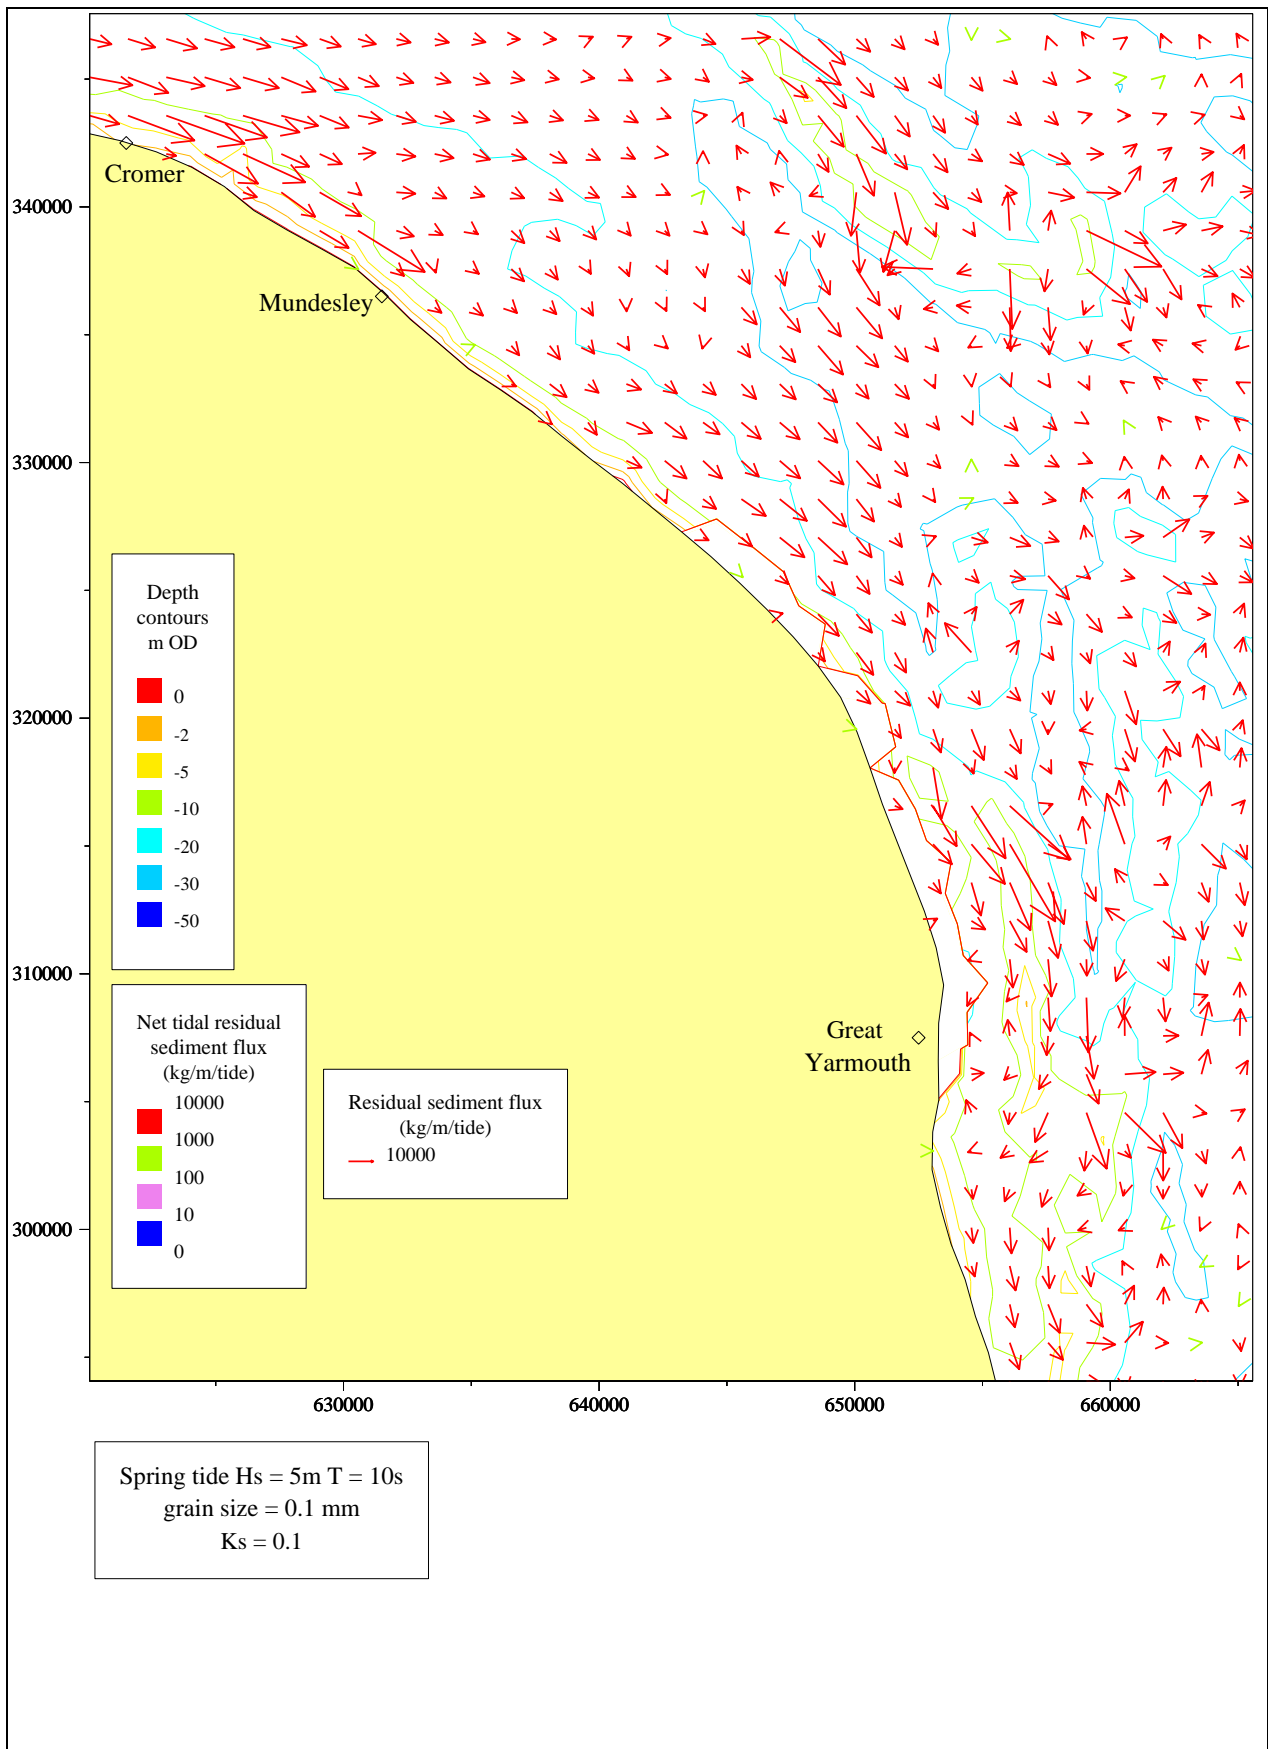 Cromer
340000
Mundesley
330000
Depth
contours
m OD
0
-2
-5
-10
-20
-30
-50
320000
310000
Net tidal residual
sediment flux
(kg/m/tide)
10000
1000
100
10
0
Residual sediment flux
(kg/m/tide)
10000
Great
Yarmouth
300000
630000
640000
650000
660000
Spring tide Hs = 5m T = 10s
grain size = 0.1 mm
Ks = 0.1